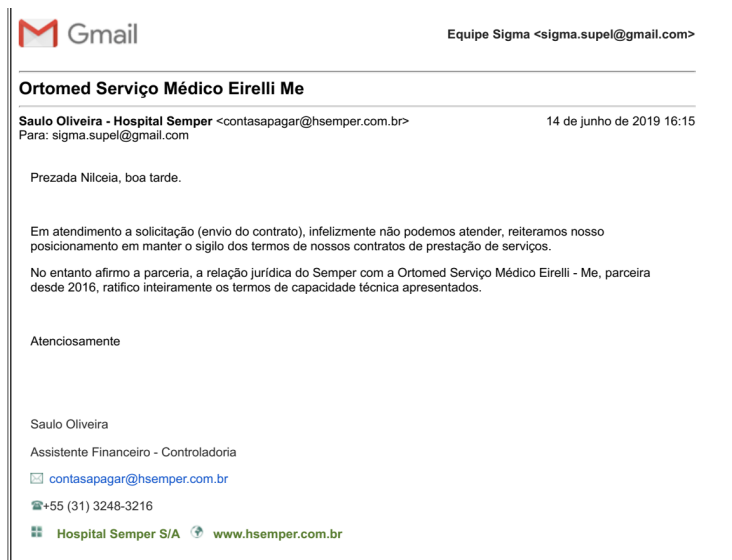 Gmail
Equipe Sigma <sigma.supel@gmail.com>
Ortomed Serviço Médico Eirelli Me
Saulo Oliveira - Hospital Semper <contasapagar@hsemper.com.br>
14 de junho de 2019 16:15
Para: sigma.supel@gmail.com
Prezada Nilceia, boa tarde.
Em atendimento a solicitação (envio do contrato), infelizmente não podemos atender, reiteramos nosso
posicionamento em manter o sigilo dos termos de nossos contratos de prestação de serviços.
No entanto afirmo a parceria, a relação jurídica do Semper com a Ortomed Serviço Médico Eirelli - Me, parceira
desde 2016, ratifico inteiramente os termos de capacidade técnica apresentados.
Atenciosamente
Saulo Oliveira
Assistente Financeiro - Controladoria
contasapagar@hsemper.com.br
+55 (31) 3248-3216
Hospital Semper S/A www.hsemper.com.br